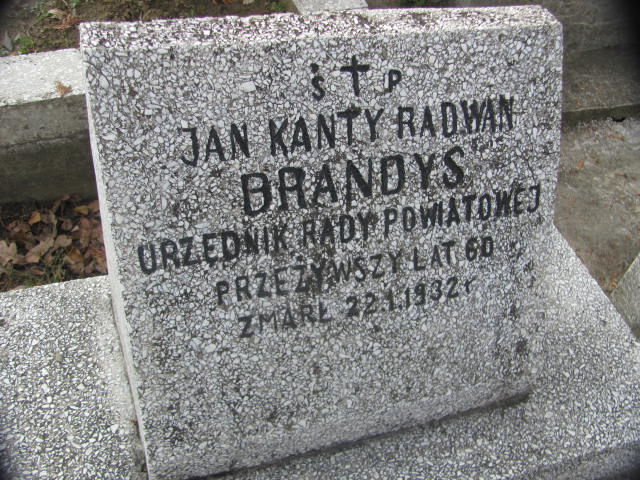 Ś † P
JAN KANTY RADWAN
BRANDYS
URZĘDNIK RADY POWIATOWEJ
PRZEŻYWSZY LAT 60
ZMARŁ 22.1.1932 r